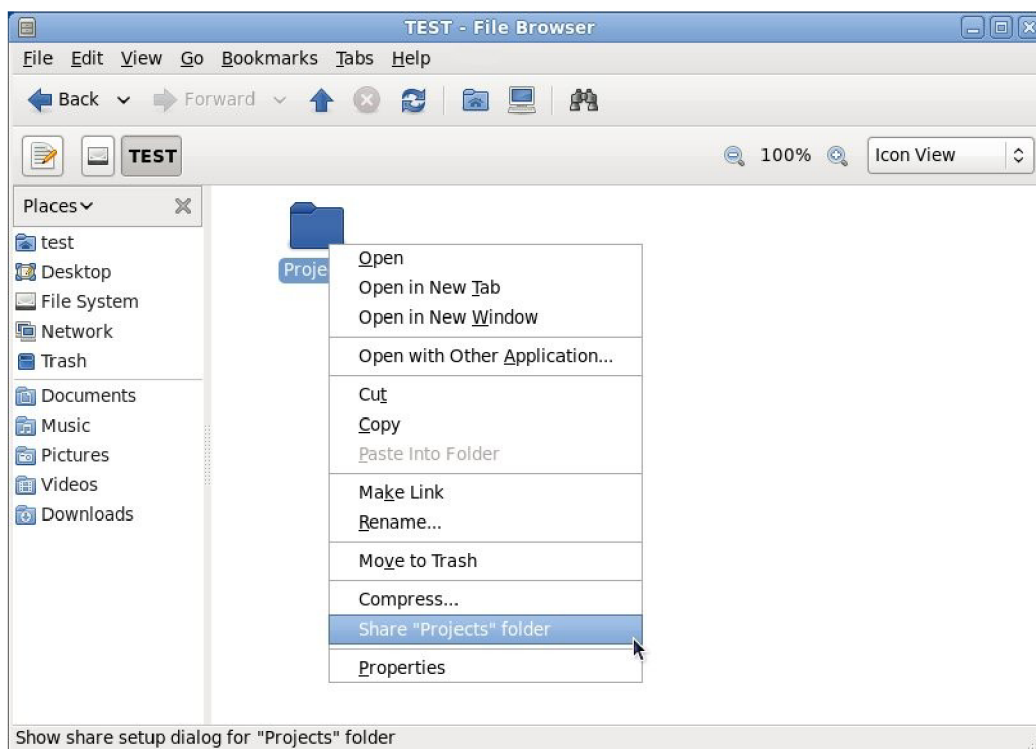 TEST - File Browser
File Edit View Go Bookmarks Tabs Help
Back Forward
TEST 100% Icon View
Places
test
Desktop
File System
Network
Trash
Documents
Music
Pictures
Videos
Downloads
Proje
Open
Open in New Tab
Open in New Window
Open with Other Application...
Cut
Copy
Paste Into Folder
Make Link
Rename...
Move to Trash
Compress...
Share "Projects" folder
Properties
Show share setup dialog for "Projects" folder